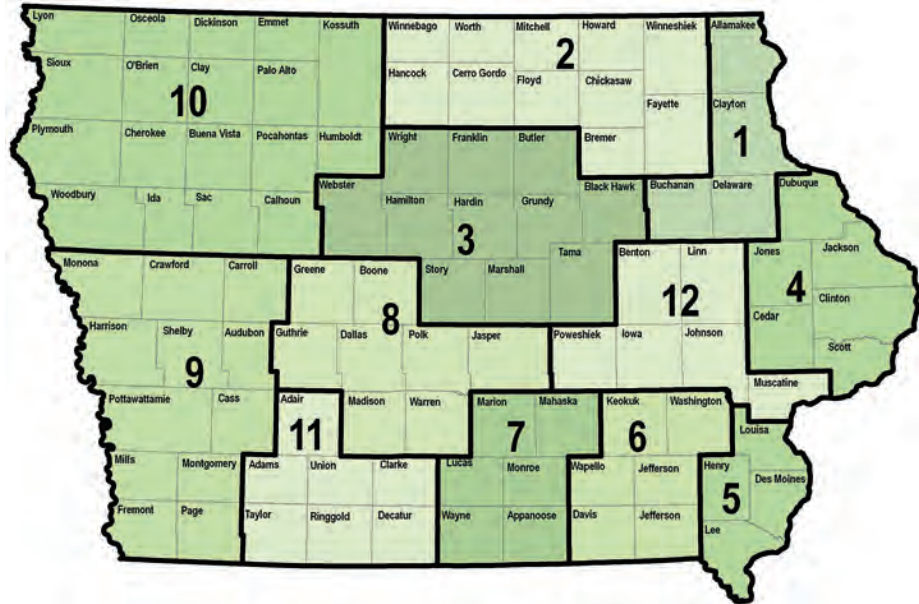 Lyon Osceola Dickinson Emmet Kossuth Winnebago Worth Mitchell Howard Winneshiek Allamakee
2
Sioux O'Brien Clay Palo Alto Hancock Cerro Gordo Floyd Chickasaw
10
Fayette Clayton
Plymouth Cherokee Buena Vista Pocahontas Humboldt Wright Franklin Butler Bremer
1
Woodbury Ida Sac Calhoun Webster Hamilton Hardin Grundy Black Hawk Buchanan Delaware Dubuque
3
Monona Crawford Carroll Greene Boone Story Marshall Tama Benton Linn Jones Jackson
12
4
8
Harrison Shelby Audubon Guthrie Dallas Polk Jasper Poweshiek Iowa Johnson Cedar Clinton
Scott
9
Pottawattamie Cass Adair Madison Warren Marion Mahaska Keokuk Washington Muscatine
11
7
6
Louisa
Mills Montgomery Adams Union Clarke Lucas Monroe Wapello Jefferson Henry Des Moines
5
Fremont Page Taylor Ringgold Decatur Wayne Appanoose Davis Jefferson Lee